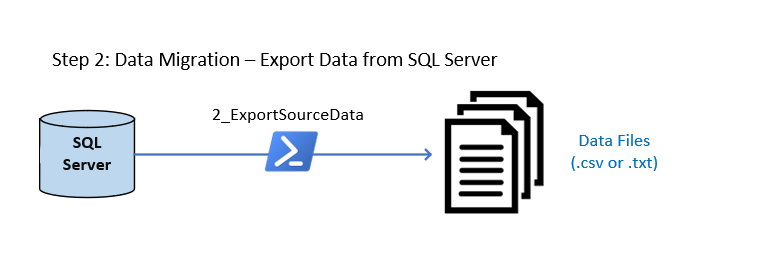 Step 2: Data Migration – Export Data from SQL Server
2_ExportSourceData
SQL
Server
Data Files
(.csv or .txt)